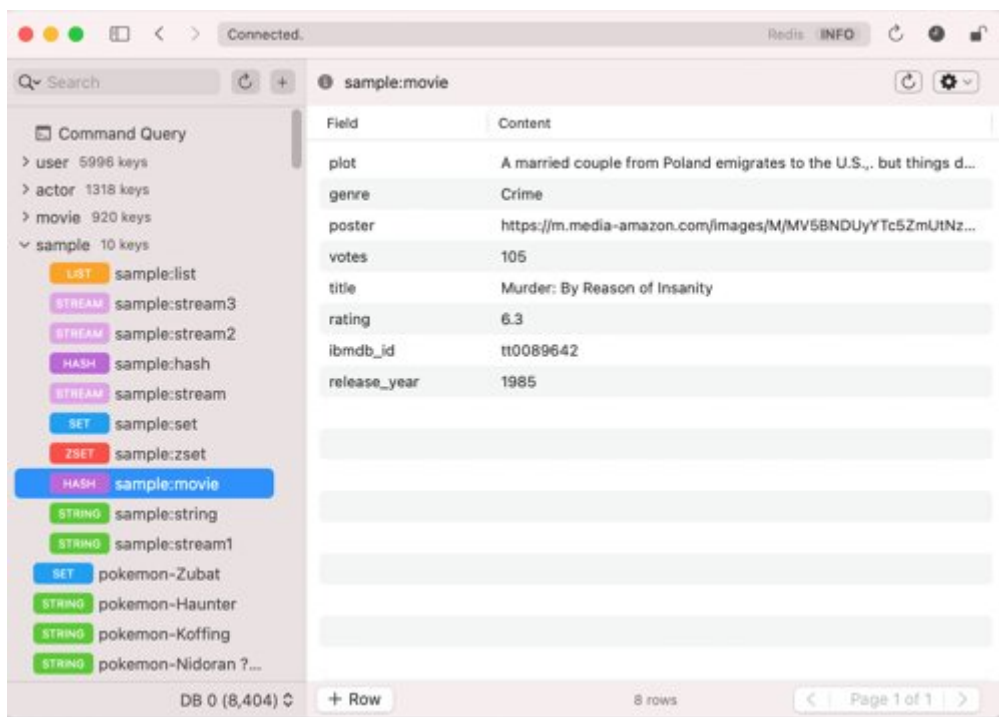 Connected.
Redis INFO
Search
sample:movie
Command Query
user 5996 keys
actor 1318 keys
movie 920 keys
sample 10 keys
LIST sample:list
STREAM sample:stream3
STREAM sample:stream2
HASH sample:hash
STREAM sample:stream
SET sample:set
ZSET sample:zset
HASH sample:movie
STRING sample:string
STRING sample:stream1
SET pokemon-Zubat
STRING pokemon-Haunter
STRING pokemon-Koffing
STRING pokemon-Nidoran ?...
DB 0 (8,404)
Field Content
plot A married couple from Poland emigrates to the U.S.,. but things d...
genre Crime
poster https://m.media-amazon.com/images/M/MV5BNDUyYTc5ZmUtNz...
votes 105
title Murder: By Reason of Insanity
rating 6.3
ibmdb_id tt0089642
release_year 1985
+ Row
8 rows
Page 1 of 1